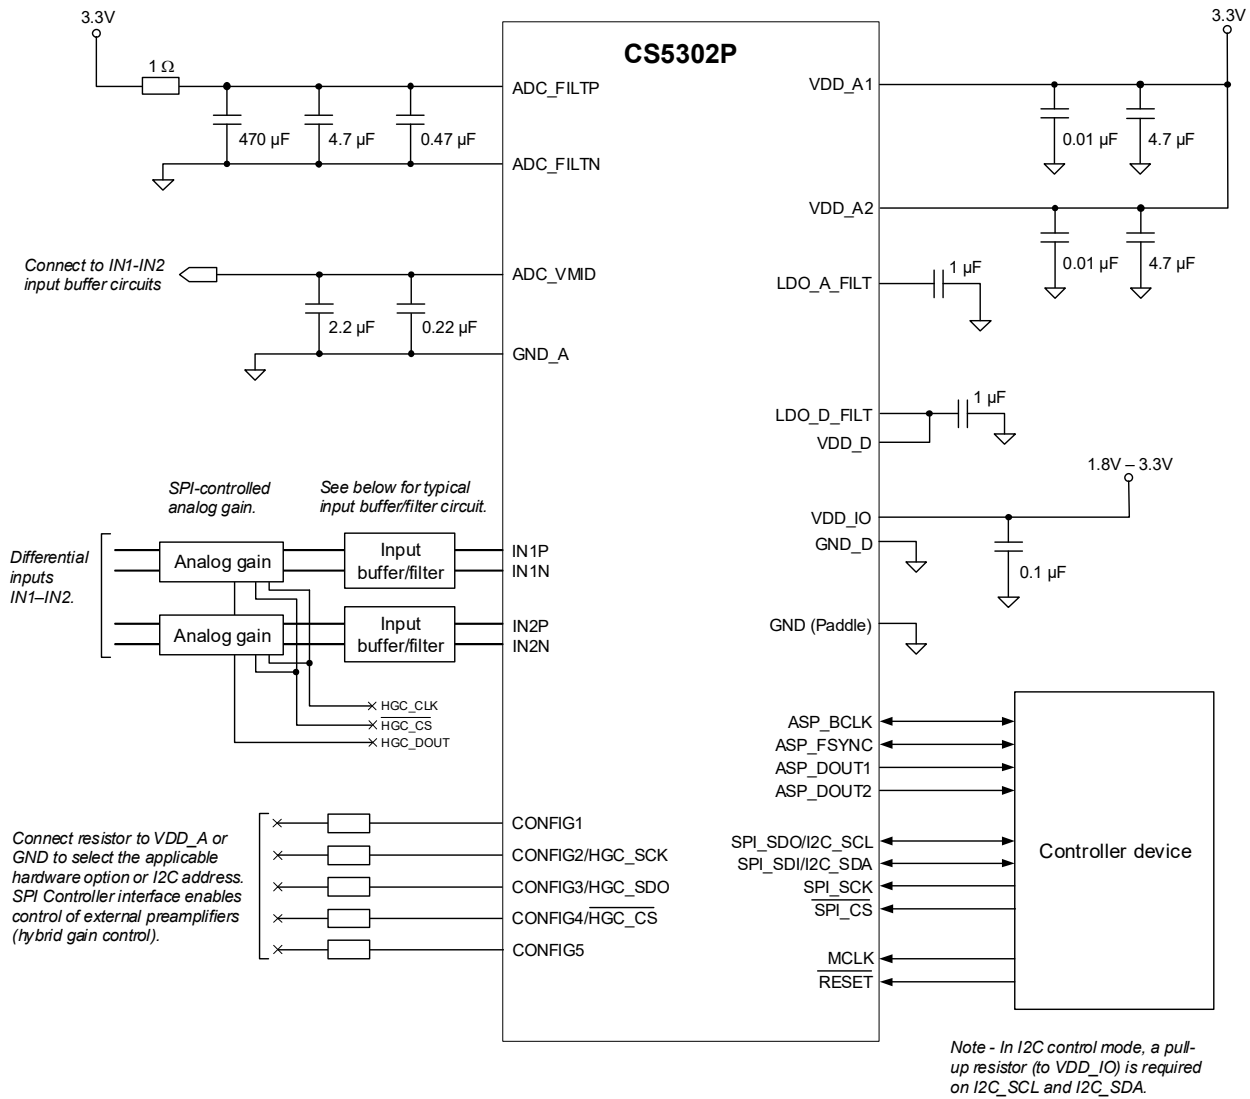 3.3V
3.3V
CS5302P
1 Ω
470 µF
4.7 µF
0.47 µF
ADC_FILTP
ADC_FILTN
VDD_A1
0.01 µF
4.7 µF
VDD_A2
0.01 µF
4.7 µF
Connect to IN1-IN2
input buffer circuits
ADC_VMID
2.2 µF
0.22 µF
GND_A
LDO_A_FILT
1 µF
LDO_D_FILT
1 µF
VDD_D
1.8V – 3.3V
VDD_IO
GND_D
0.1 µF
GND (Paddle)
SPI-controlled
analog gain.
See below for typical
input buffer/filter circuit.
Differential
inputs
IN1–IN2.
Analog gain
Input
buffer/filter
IN1P
IN1N
Analog gain
Input
buffer/filter
IN2P
IN2N
HGC_CLK
HGC_CS
HGC_DOUT
ASP_BCLK
ASP_FSYNC
ASP_DOUT1
ASP_DOUT2
SPI_SDO/I2C_SCL
SPI_SDI/I2C_SDA
SPI_SCK
SPI_CS
MCLK
RESET
Controller device
Connect resistor to VDD_A or
GND to select the applicable
hardware option or I2C address.
SPI Controller interface enables
control of external preamplifiers
(hybrid gain control).
CONFIG1
CONFIG2/HGC_SCK
CONFIG3/HGC_SDO
CONFIG4/HGC_CS
CONFIG5
Note - In I2C control mode, a pull-
up resistor (to VDD_IO) is required
on I2C_SCL and I2C_SDA.